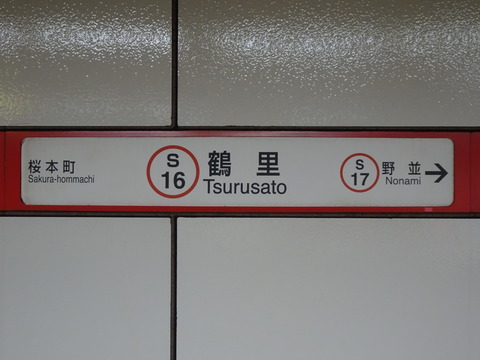 桜本町
Sakura-hommachi
S
16
鶴里
Tsurusato
S
17
野並
Nonami
→